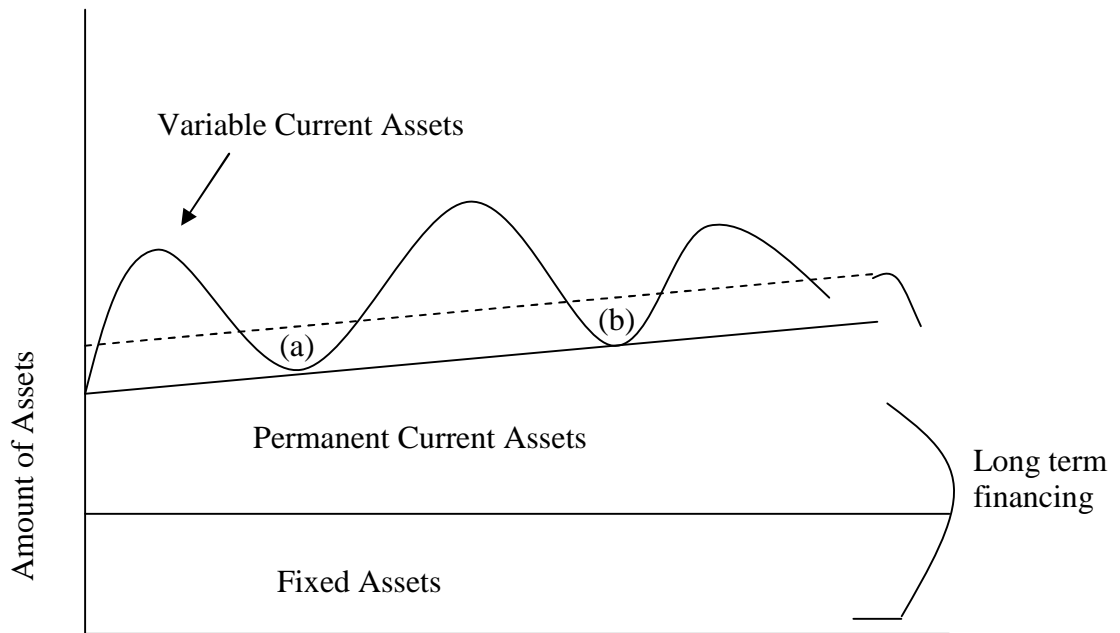 Variable Current Assets
(a)
(b)
Permanent Current Assets
Long term
financing
Fixed Assets
Amount of Assets